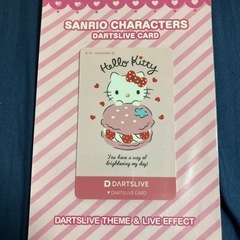 SANRIO CHARACTERS
DARTSLIVE CARD
Hello Kitty
You have a way of
brightening my day!
DARTSLIVE
DARTSLIVE CARD
DARTSLIVE THEME & LIVE EFFECT